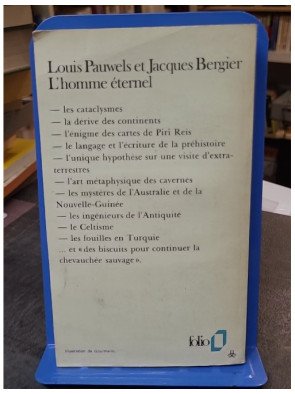 Louis Pauwels et Jacques Bergier
L'homme éternel
— les cataclysmes
— la dérive des continents
— l'énigme des cartes de Piri Reis
— le langage et l'écriture de la préhistoire
— l'unique hypothèse sur une visite d'extra-
terrestres
— l'art métaphysique des cavernes
— les mystères de l'Australie et de la
Nouvelle-Guinée
— les ingénieurs de l'Antiquité
— le Celtisme
— les fouilles en Turquie
— et « des biscuits pour continuer la
chevauchée sauvage ».
folio
Illustration de